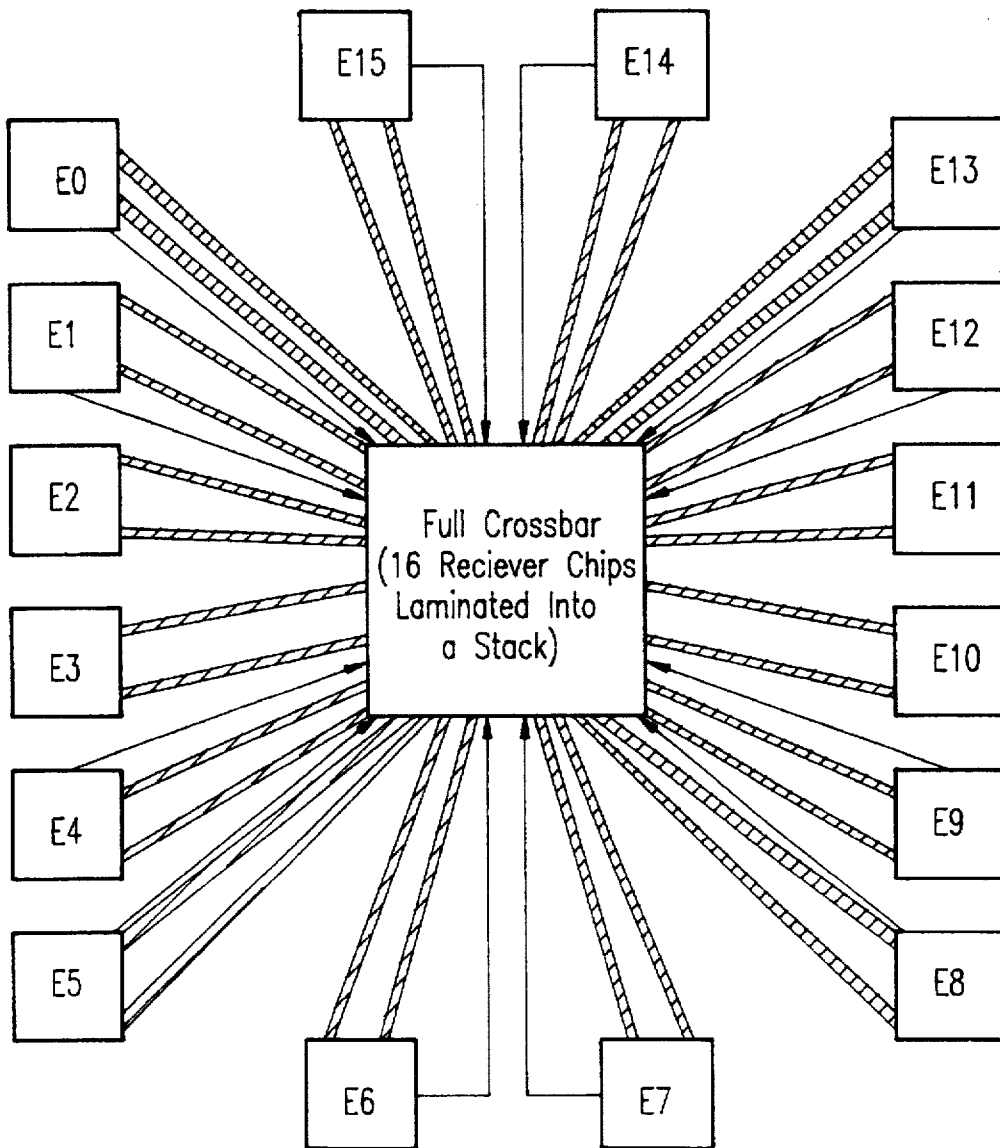 E15
E14
E0
E13
E1
E12
E2
E11
Full Crossbar
(16 Reciever Chips
Laminated Into
a Stack)
E3
E10
E4
E9
E5
E8
E6
E7